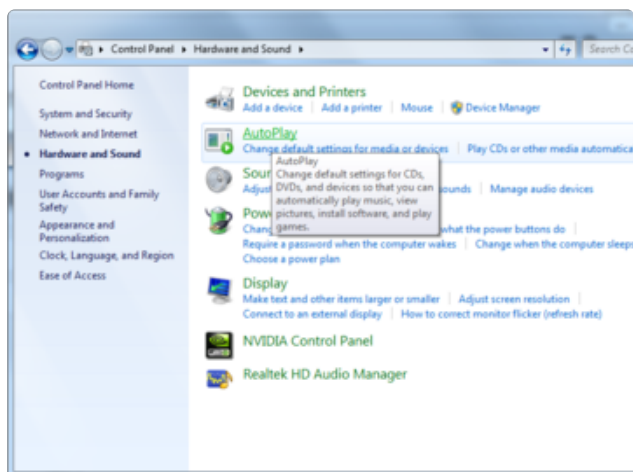 Control Panel ▸ Hardware and Sound ▸
Search Co
Control Panel Home
System and Security
Network and Internet
Hardware and Sound
Programs
User Accounts and Family
Safety
Appearance and
Personalization
Clock, Language, and Region
Ease of Access
Devices and Printers
Add a device | Add a printer | Mouse | Device Manager
AutoPlay
Change default settings for media or devices | Play CDs or other media automatica
AutoPlay
Change default settings for CDs,
DVDs, and devices so that you can
automatically play music, view
pictures, install software, and play
games.
Soun
Adjus
ounds | Manage audio devices
Pow
Chang
what the power buttons do
Require a password when the computer wakes | Change when the computer sleeps
Choose a power plan
Display
Make text and other items larger or smaller | Adjust screen resolution
Connect to an external display | How to correct monitor flicker (refresh rate)
NVIDIA Control Panel
Realtek HD Audio Manager